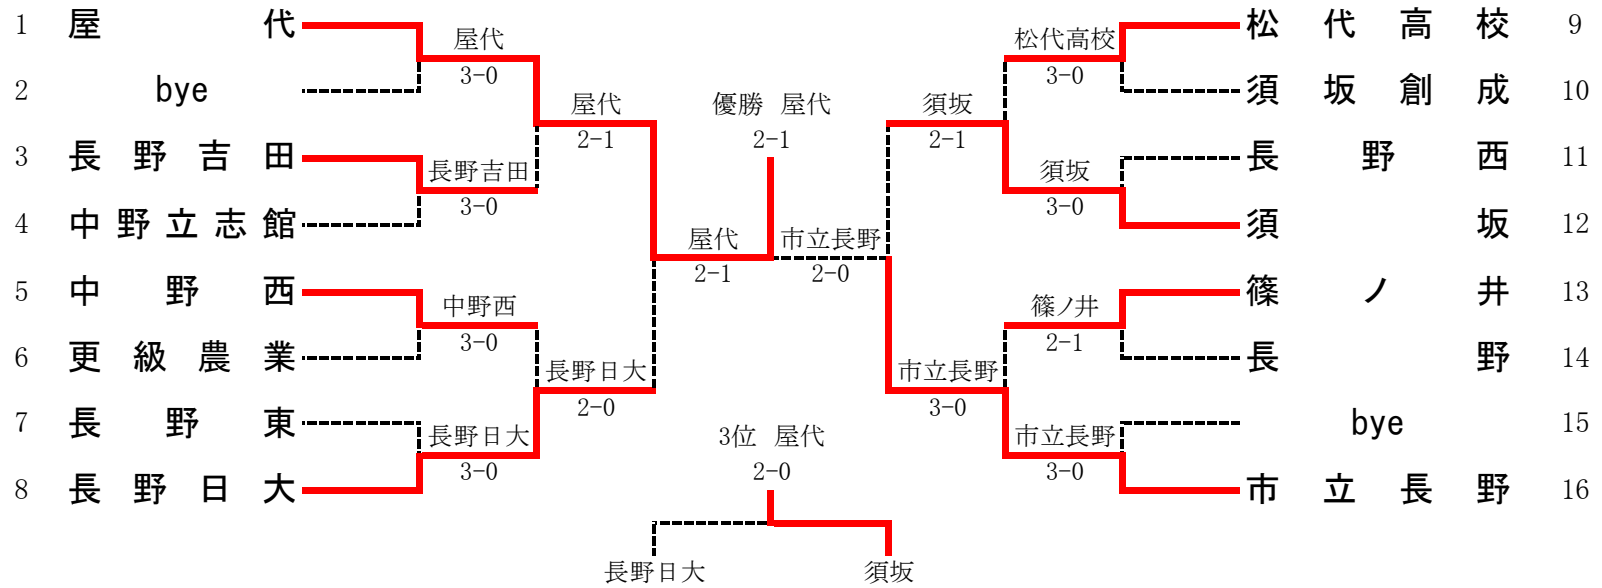 1 屋代
2 bye
3 長野吉田
4 中野立志館
5 中野西
6 更級農業
7 長野東
8 長野日大
屋代
3-0
長野吉田
3-0
中野西
3-0
長野日大
3-0
屋代
2-1
長野日大
2-0
屋代
2-1
優勝 屋代
2-1
市立長野
2-0
須坂
2-1
市立長野
3-0
松代高校
3-0
須坂
3-0
篠ノ井
2-1
市立長野
3-0
松代高校 9
須坂創成 10
長野西 11
須坂 12
篠ノ井 13
長野 14
bye 15
市立長野 16
3位 屋代
2-0
長野日大
須坂